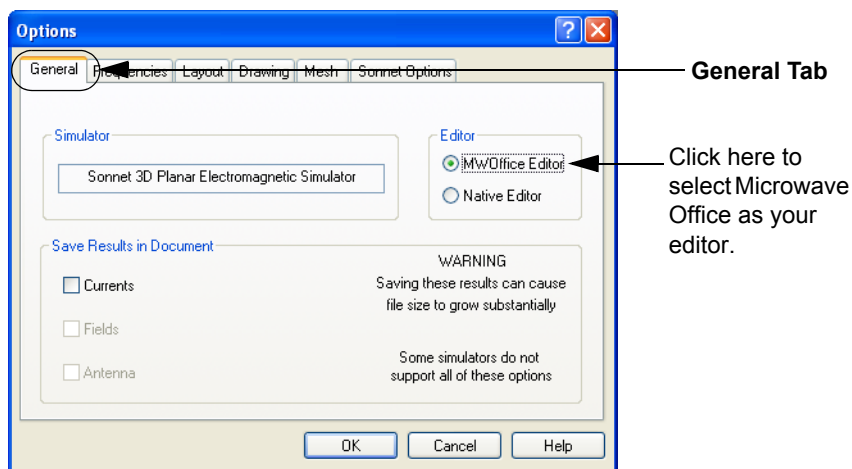 Options
General Frequencies Layout Drawing Mesh Sonnet Options
General Tab
Simulator
Sonnet 3D Planar Electromagnetic Simulator
Editor
MWOffice Editor
Native Editor
Click here to
select Microwave
Office as your
editor.
Save Results in Document
Currents
Fields
Antenna
WARNING
Saving these results can cause
file size to grow substantially
Some simulators do not
support all of these options
OK Cancel Help